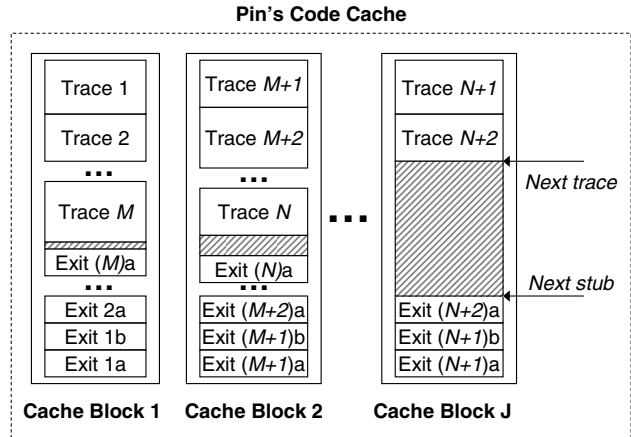 Pin's Code Cache
Trace 1
Trace 2
...
Trace M
Exit (M)a
...
Exit 2a
Exit 1b
Exit 1a
Cache Block 1
Trace M+1
Trace M+2
...
Trace N
Exit (N)a
...
Exit (M+2)a
Exit (M+1)b
Exit (M+1)a
Cache Block 2
...
Trace N+1
Trace N+2
Next trace
Next stub
Exit (N+2)a
Exit (N+1)b
Exit (N+1)a
Cache Block J